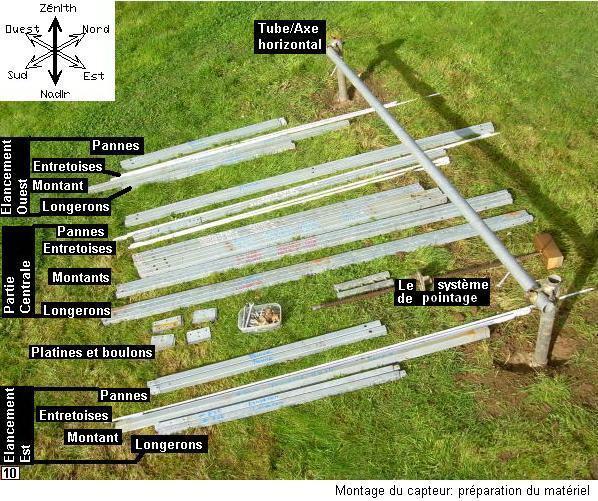 Zénith
Ouest
Nord
Sud
Est
Nadir
Tube/Axe
horizontal
Elancement
Ouest
Pannes
Entretoises
Montant
Longerons
Partie
Centrale
Pannes
Entretoises
Montants
Longerons
Le système
de pointage
Platines et boulons
Elancement
Est
Pannes
Entretoises
Montant
Longerons
10
Montage du capteur: préparation du matériel